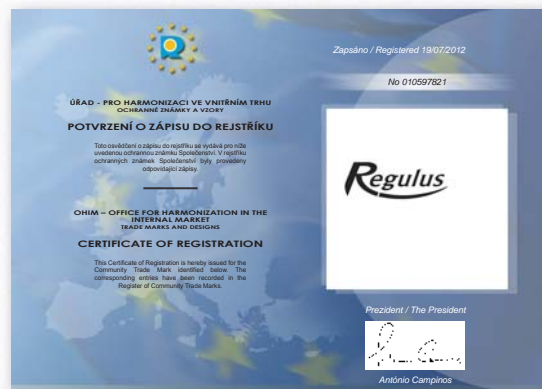 ÚŘAD - PRO HARMONIZACI VE VNITŘNÍM TRHU
OCHRANNÉ ZNÁMKY A VZORY
POTVRZENÍ O ZÁPISU DO REJSTŘÍKU
Toto osvědčení o zápisu do rejstříku se vydává pro níže
uvedenou ochrannou známku Společenství. V rejstříku
ochranných známek Společenství byly provedeny
odpovídající zápisy.
OHIM – OFFICE FOR HARMONIZATION IN THE
INTERNAL MARKET
TRADE MARKS AND DESIGNS
CERTIFICATE OF REGISTRATION
This Certificate of Registration is hereby issued for the
Community Trade Mark identified below. The
corresponding entries have been recorded in the
Register of Community Trade Marks.
Zapsáno / Registered 19/07/2012
No 010597821
Regulus
Prezident / The President
António Campinos